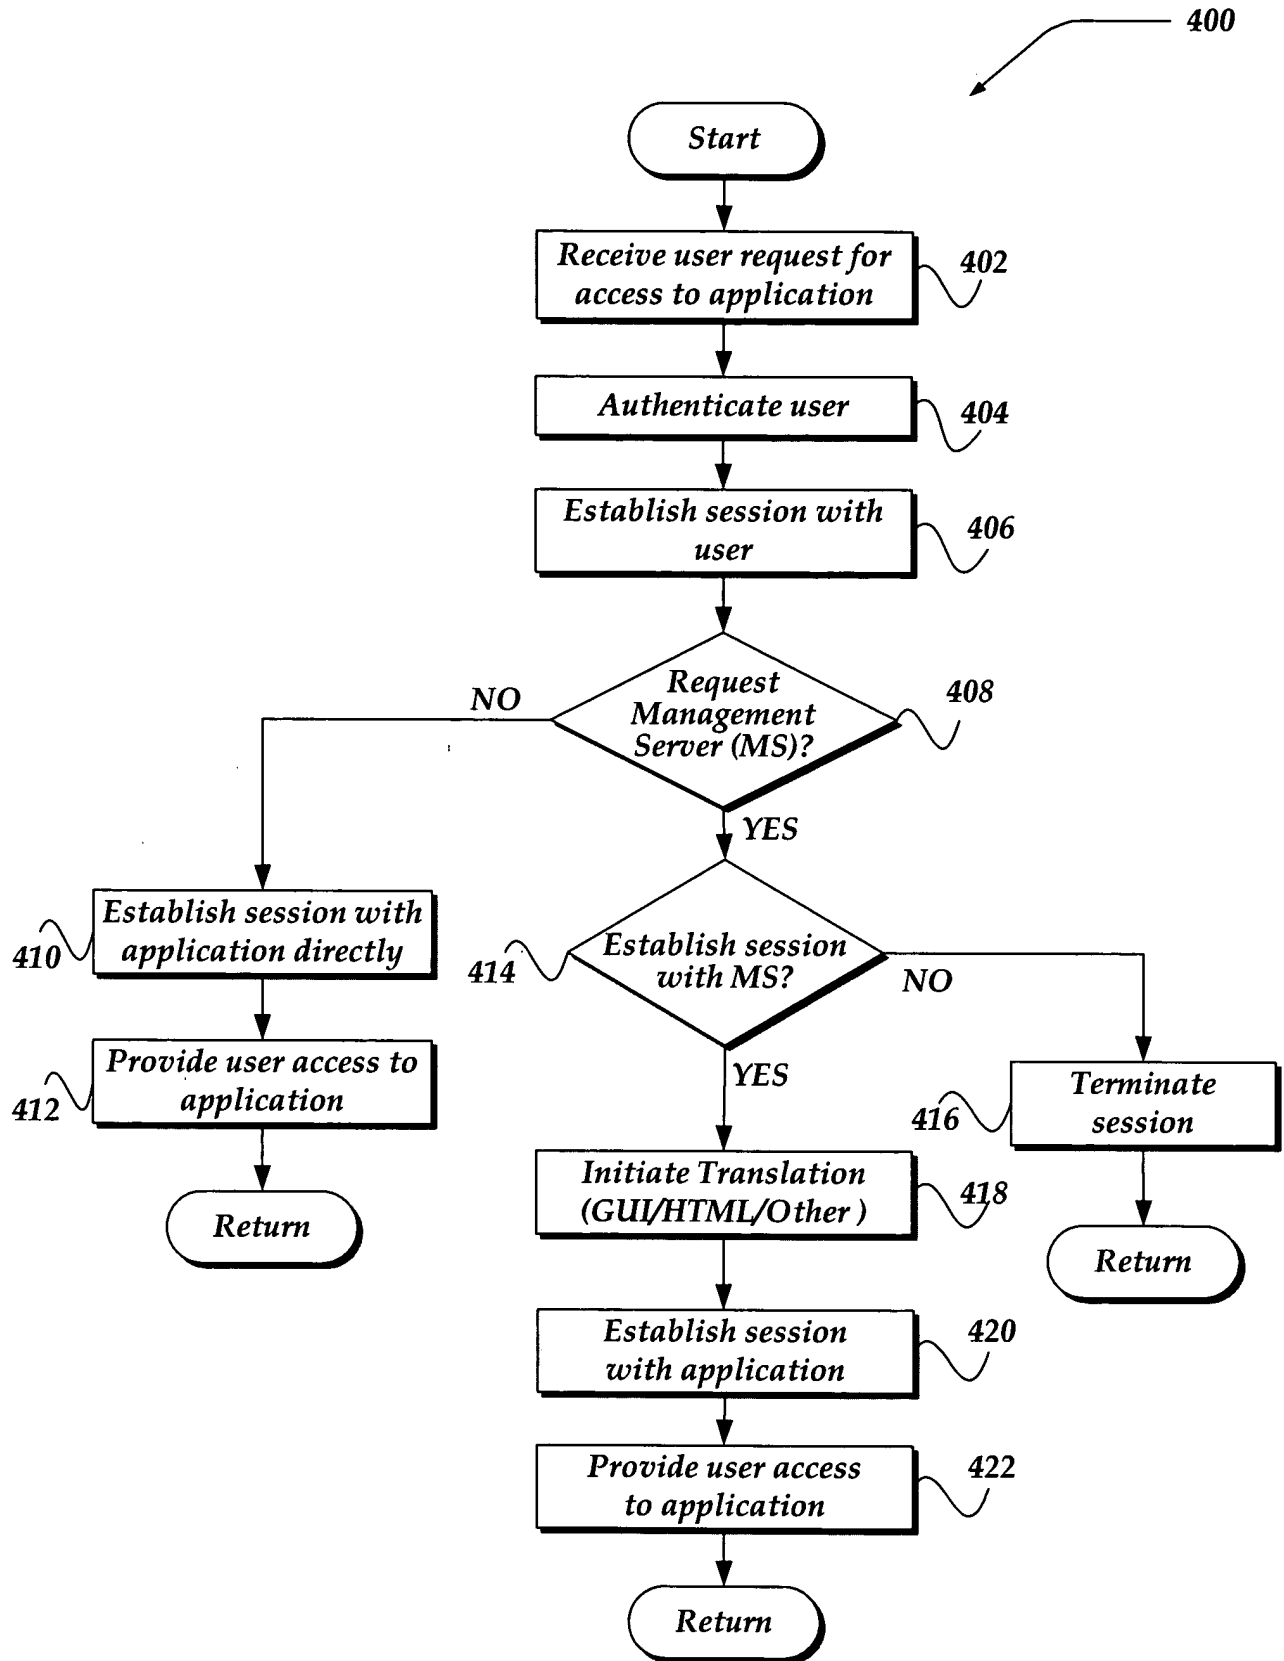 400
Start
Receive user request for
access to application
402
Authenticate user
404
Establish session with
user
406
Request
Management
Server (MS)?
408
NO
YES
Establish session with
application directly
410
Establish session
with MS?
414
NO
YES
Provide user access to
application
412
Terminate
session
416
Initiate Translation
(GUI/HTML/Other )
418
Return
Return
Establish session
with application
420
Provide user access
to application
422
Return